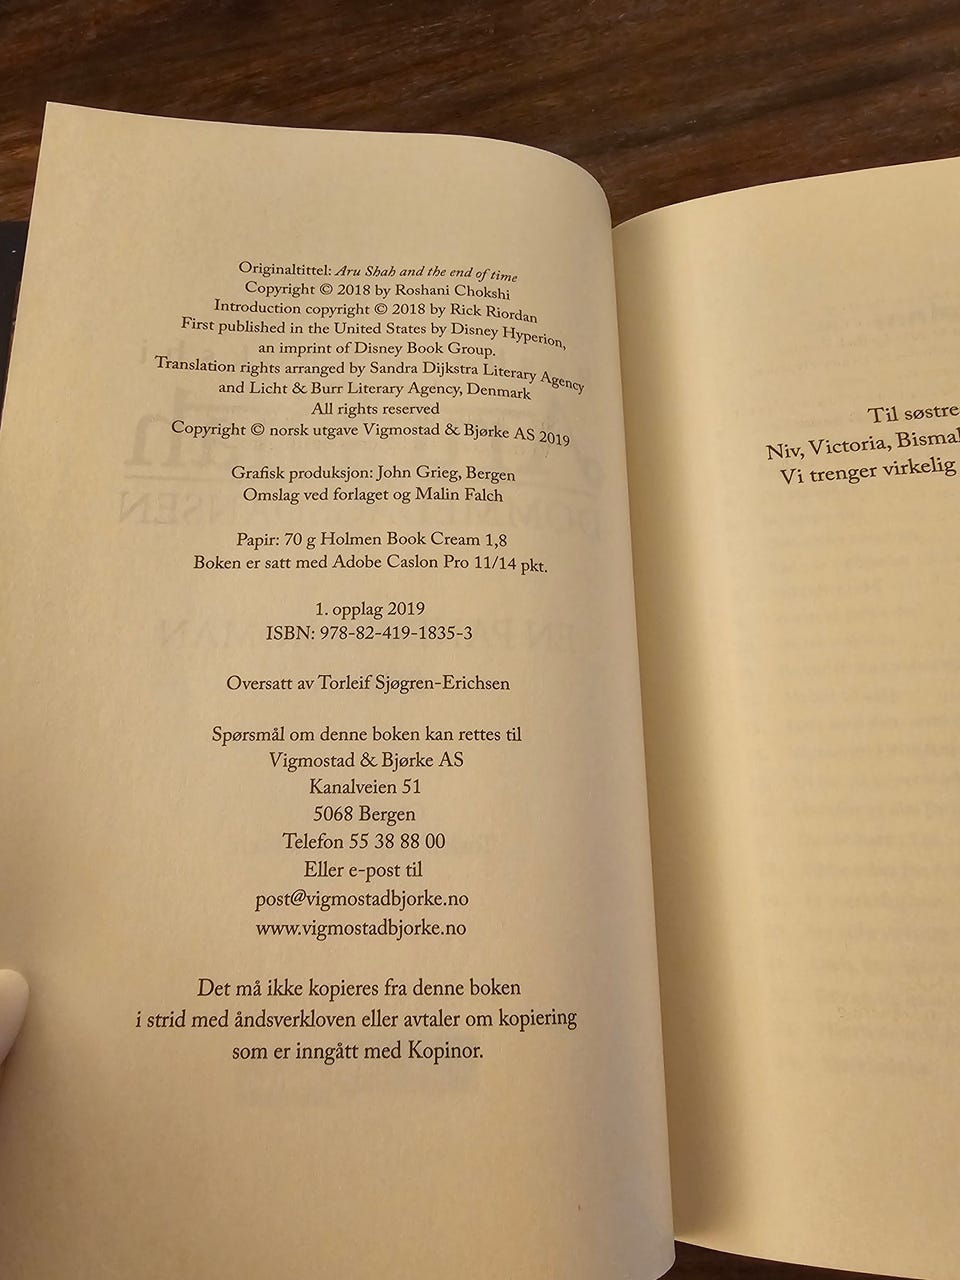 Originaltittel: Aru Shah and the end of time
Copyright © 2018 by Roshani Chokshi
Introduction copyright © 2018 by Rick Riordan
First published in the United States by Disney Hyperion,
an imprint of Disney Book Group.
Translation rights arranged by Sandra Dijkstra Literary Agency
and Licht & Burr Literary Agency, Denmark
All rights reserved
Copyright © norsk utgave Vigmostad & Bjørke AS 2019
Grafisk produksjon: John Grieg, Bergen
Omslag ved forlaget og Malin Falch
Papir: 70 g Holmen Book Cream 1,8
Boken er satt med Adobe Caslon Pro 11/14 pkt.
1. opplag 2019
ISBN: 978-82-419-1835-3
Oversatt av Torleif Sjøgren-Erichsen
Spørsmål om denne boken kan rettes til
Vigmostad & Bjørke AS
Kanalveien 51
5068 Bergen
Telefon 55 38 88 00
Eller e-post til
post@vigmostadbjorke.no
www.vigmostadbjorke.no
Det må ikke kopieres fra denne boken
i strid med åndsverkloven eller avtaler om kopiering
som er inngått med Kopinor.
Til søstre
Niv, Victoria, Bismal
Vi trenger virkelig